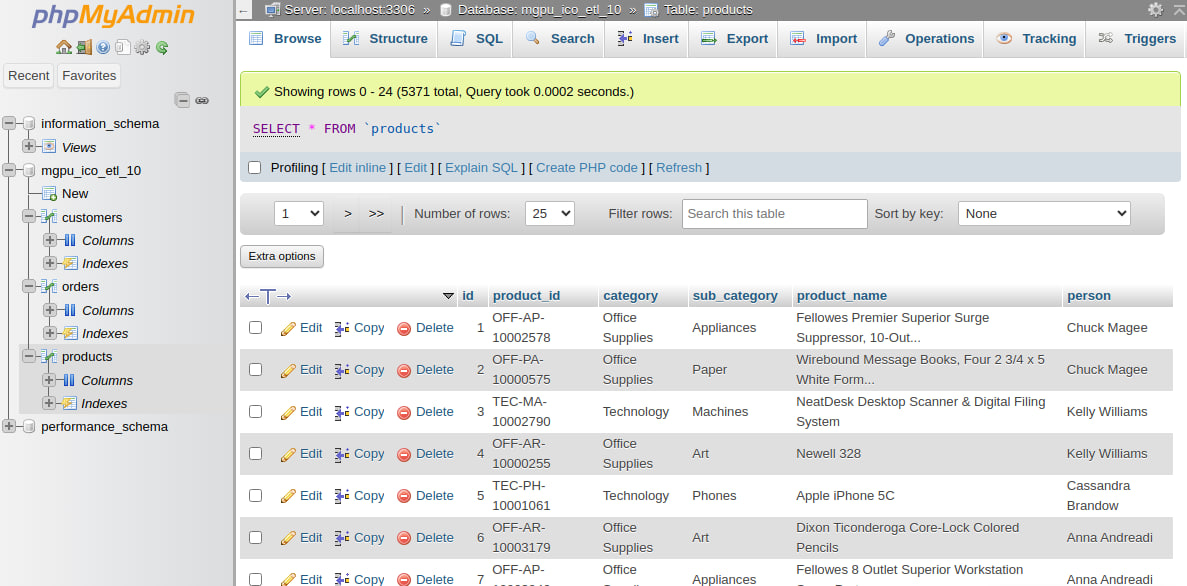 phpMyAdmin
Recent Favorites
information_schema
Views
mgpu_ico_etl_10
New
customers
Columns
Indexes
orders
Columns
Indexes
products
Columns
Indexes
performance_schema
Server: localhost:3306 » Database: mgpu_ico_etl_10 » Table: products
Browse Structure SQL Search Insert Export Import Operations Tracking Triggers
Showing rows 0 - 24 (5371 total, Query took 0.0002 seconds.)
SELECT * FROM `products`
Profiling [ Edit inline ] [ Edit ] [ Explain SQL ] [ Create PHP code ] [ Refresh ]
1 > >> | Number of rows: 25 Filter rows: Search this table Sort by key: None
Extra options
←T→ id product_id category sub_category product_name person
Edit Copy Delete 1 OFF-AP-10002578 Office Supplies Appliances Fellowes Premier Superior Surge Suppressor, 10-Out... Chuck Magee
Edit Copy Delete 2 OFF-PA-10000575 Office Supplies Paper Wirebound Message Books, Four 2 3/4 x 5 White Form... Chuck Magee
Edit Copy Delete 3 TEC-MA-10002790 Technology Machines NeatDesk Desktop Scanner & Digital Filing System Kelly Williams
Edit Copy Delete 4 OFF-AR-10000255 Office Supplies Art Newell 328 Kelly Williams
Edit Copy Delete 5 TEC-PH-10001061 Technology Phones Apple iPhone 5C Cassandra Brandow
Edit Copy Delete 6 OFF-AR-10003179 Office Supplies Art Dixon Ticonderoga Core-Lock Colored Pencils Anna Andreadi
Edit Copy Delete 7 OFF-AP- Office Appliances Fellowes 8 Outlet Superior Workstation Anna Andreadi